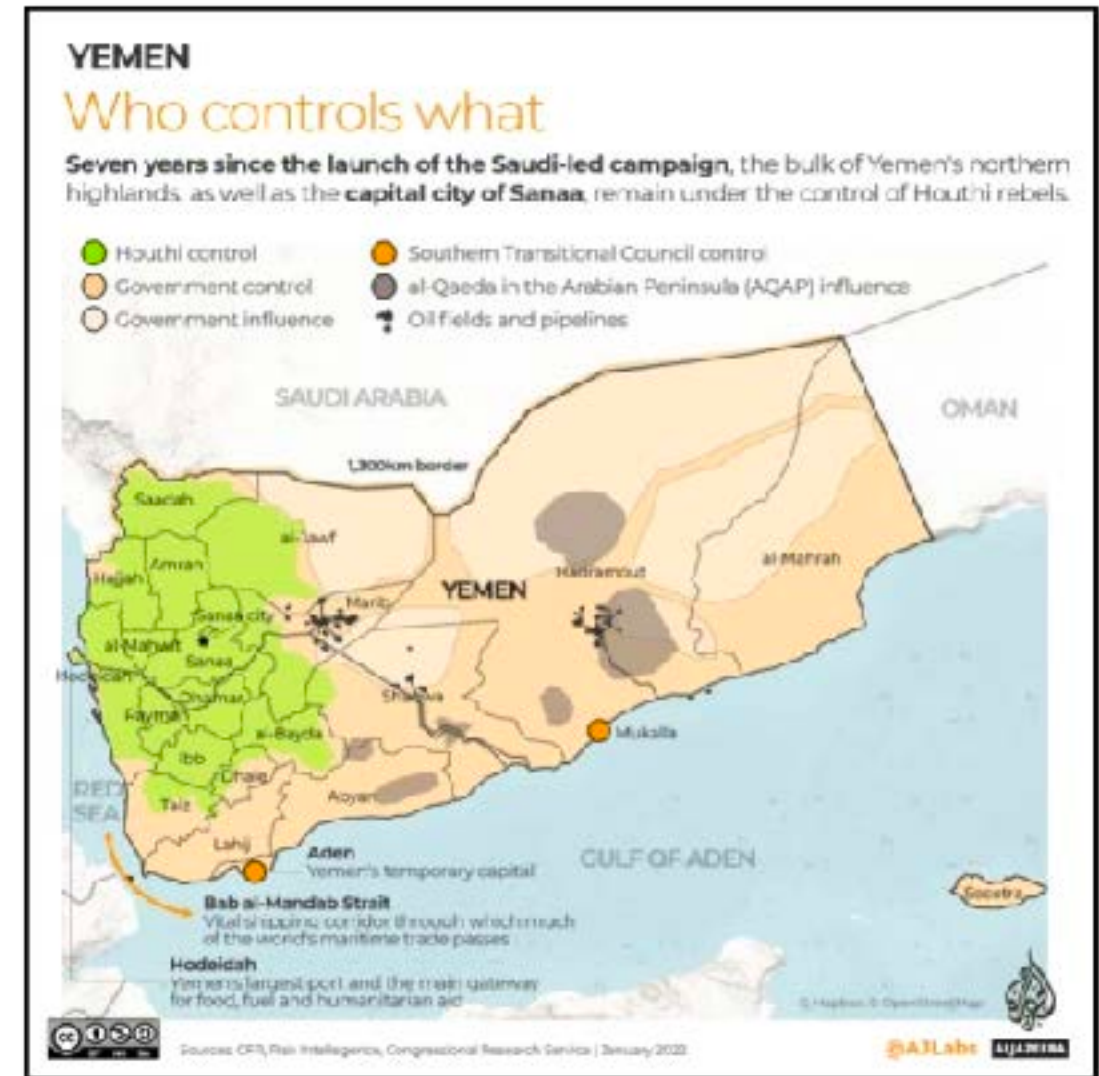 YEMEN
Who controls what
Seven years since the launch of the Saudi-led campaign, the bulk of Yemen's northern
highlands, as well as the capital city of Sanaa, remain under the control of Houthi rebels.
Houthi control
Southern Transitional Council control
Government control
al-Qaeda in the Arabian Peninsula (AQAP) influence
Government influence
Oil fields and pipelines
SAUDI ARABIA
OMAN
1,300km border
Saadah
al-Jawf
Amran
Hajjah
al-Mahrah
Hadramout
YEMEN
Marib
Sanaa city
al-Mahwit
Sanaa
Hodeidah
Dhamar
Shabwa
Raymah
al-Bayda
Mukalla
Ibb
Dhale
RED
SEA
Taiz
Abyan
Lahij
Aden
Yemen's temporary capital
GULF OF ADEN
Socotra
Bab al-Mandab Strait
Vital shipping corridor through which much
of the world's maritime trade passes
Hodeidah
Yemen's largest port and the main gateway
for food, fuel and humanitarian aid
© Mapbox © OpenStreetMap
cc
Sources: CFR, Risk Intelligence, Congressional Research Service | January 2022
@AJLabs
ALJAZEERA